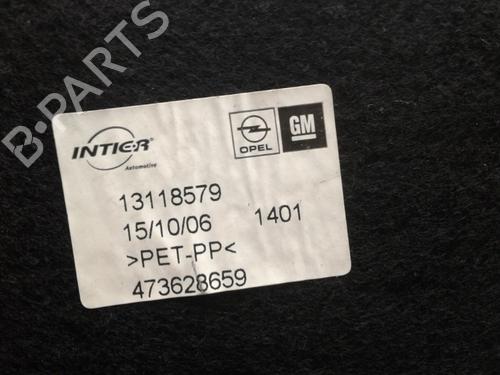 B-PARTS
INTIER
Automotive
OPEL
GM
13118579
15/10/06
1401
>PET-PP<
473628659